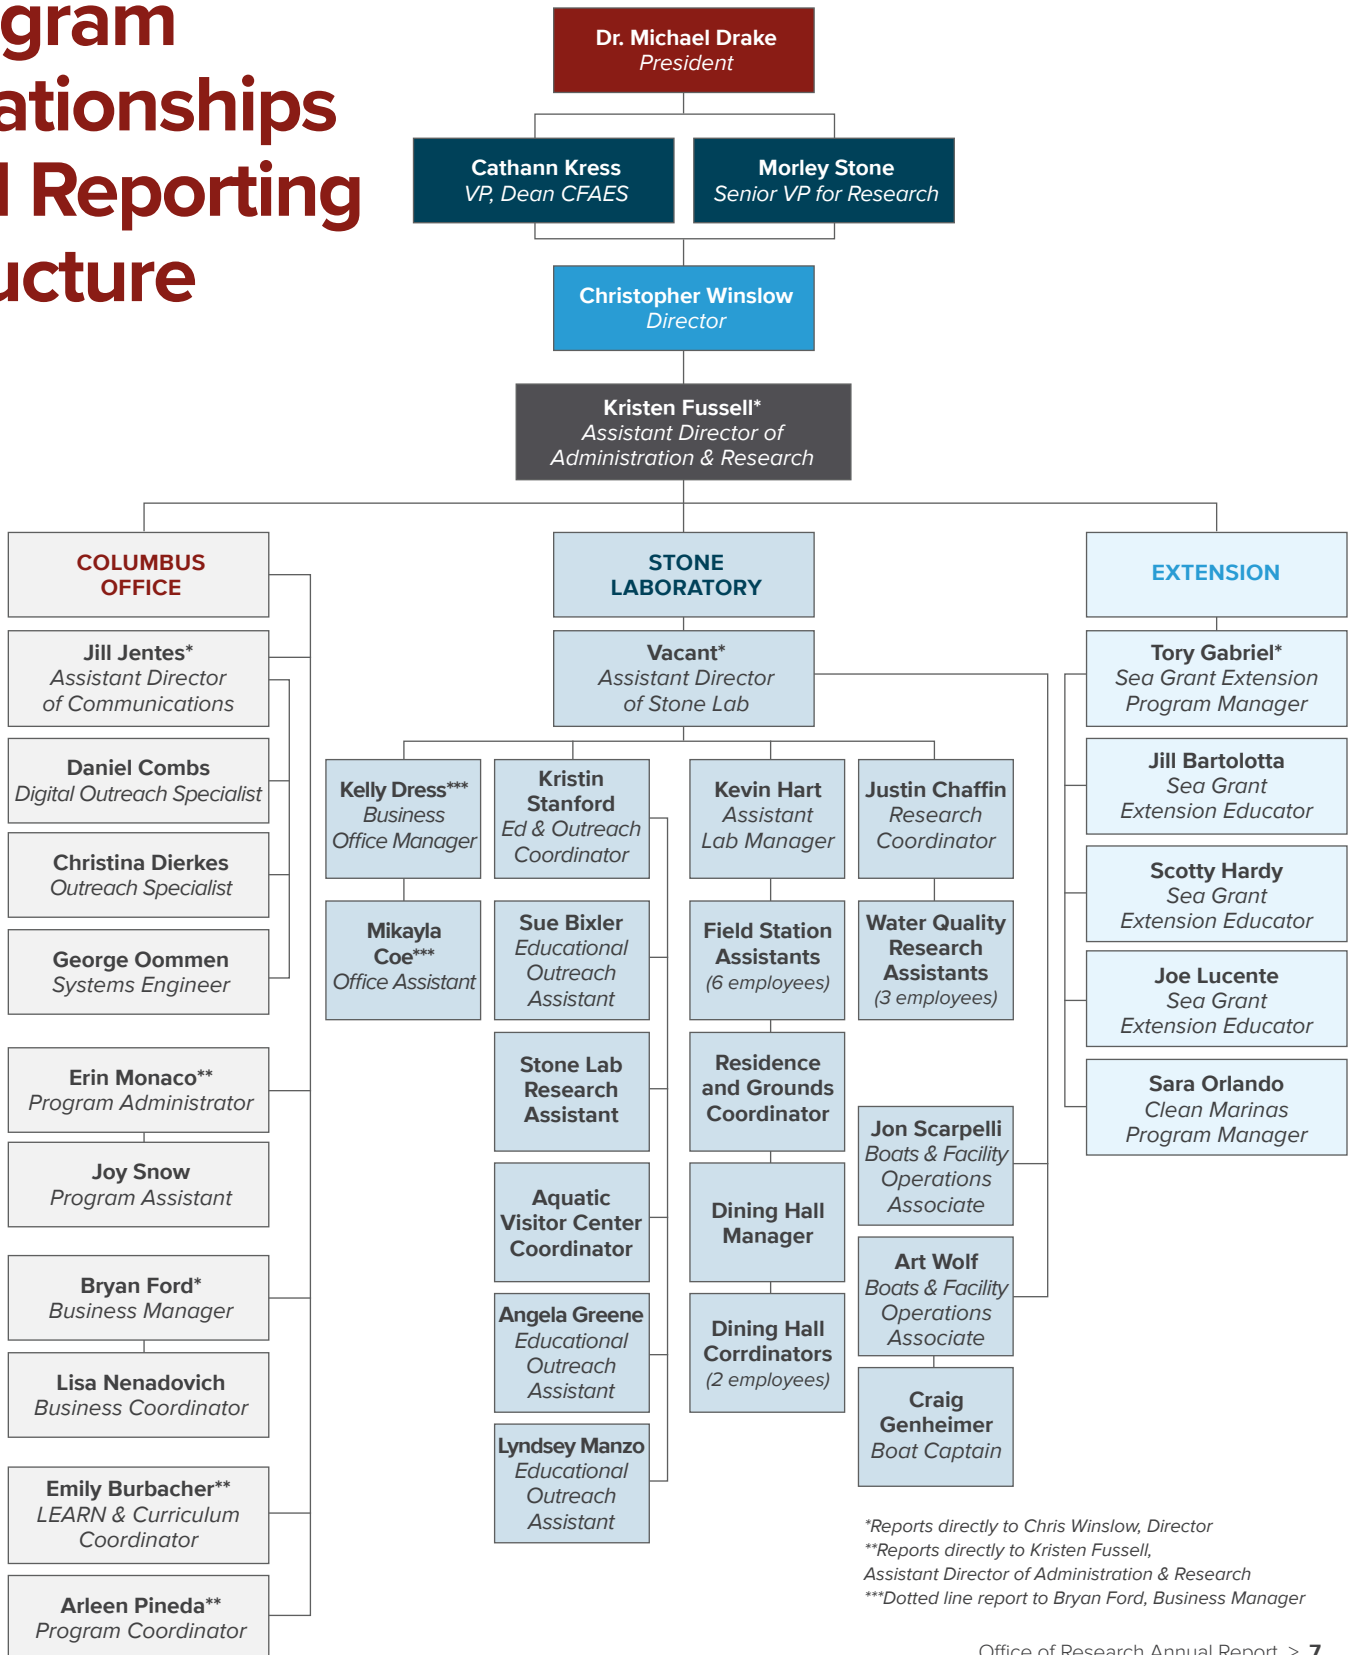 gram
ationships
Reporting
ucture
Dr. Michael Drake
President
Cathann Kress
VP, Dean CFAES
Morley Stone
Senior VP for Research
Christopher Winslow
Director
Kristen Fussell*
Assistant Director of
Administration & Research
COLUMBUS
OFFICE
Jill Jentes*
Assistant Director
of Communications
Daniel Combs
Digital Outreach Specialist
Christina Dierkes
Outreach Specialist
George Oommen
Systems Engineer
Erin Monaco**
Program Administrator
Joy Snow
Program Assistant
Bryan Ford*
Business Manager
Lisa Nenadovich
Business Coordinator
Emily Burbacher**
LEARN & Curriculum
Coordinator
Arleen Pineda**
Program Coordinator
STONE
LABORATORY
Vacant*
Assistant Director
of Stone Lab
Kelly Dress***
Business
Office Manager
Mikayla
Coe***
Office Assistant
Kristin
Stanford
Ed & Outreach
Coordinator
Sue Bixler
Educational
Outreach
Assistant
Stone Lab
Research
Assistant
Aquatic
Visitor Center
Coordinator
Angela Greene
Educational
Outreach
Assistant
Lyndsey Manzo
Educational
Outreach
Assistant
Kevin Hart
Assistant
Lab Manager
Field Station
Assistants
(6 employees)
Residence
and Grounds
Coordinator
Dining Hall
Manager
Dining Hall
Corrdinators
(2 employees)
Justin Chaffin
Research
Coordinator
Water Quality
Research
Assistants
(3 employees)
Jon Scarpelli
Boats & Facility
Operations
Associate
Art Wolf
Boats & Facility
Operations
Associate
Craig
Genheimer
Boat Captain
EXTENSION
Tory Gabriel*
Sea Grant Extension
Program Manager
Jill Bartolotta
Sea Grant
Extension Educator
Scotty Hardy
Sea Grant
Extension Educator
Joe Lucente
Sea Grant
Extension Educator
Sara Orlando
Clean Marinas
Program Manager
*Reports directly to Chris Winslow, Director
**Reports directly to Kristen Fussell,
Assistant Director of Administration & Research
***Dotted line report to Bryan Ford, Business Manager
Office of Research Annual Report > 7